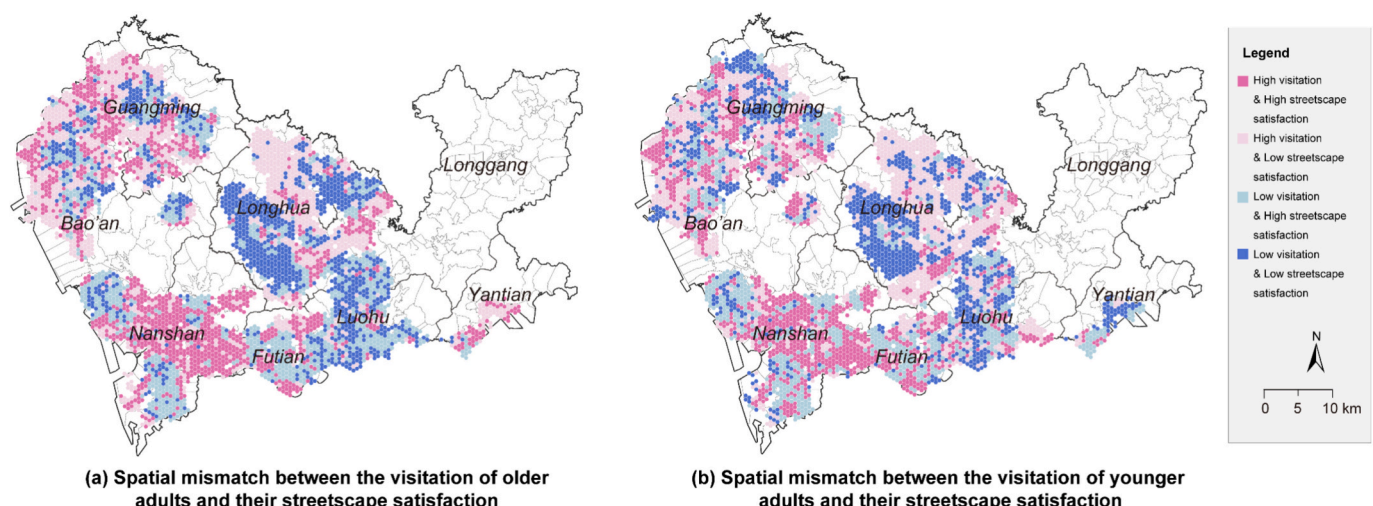 Guangming
Longgang
Longhua
Bao'an
Yantian
Luohu
Nanshan
Futian
(a) Spatial mismatch between the visitation of older
adults and their streetscape satisfaction
Guangming
Longgang
Longhua
Bao'an
Yantian
Luohu
Nanshan
Futian
(b) Spatial mismatch between the visitation of younger
adults and their streetscape satisfaction
Legend
High visitation
& High streetscape
satisfaction
High visitation
& Low streetscape
satisfaction
Low visitation
& High streetscape
satisfaction
Low visitation
& Low streetscape
satisfaction
N
0 5 10 km